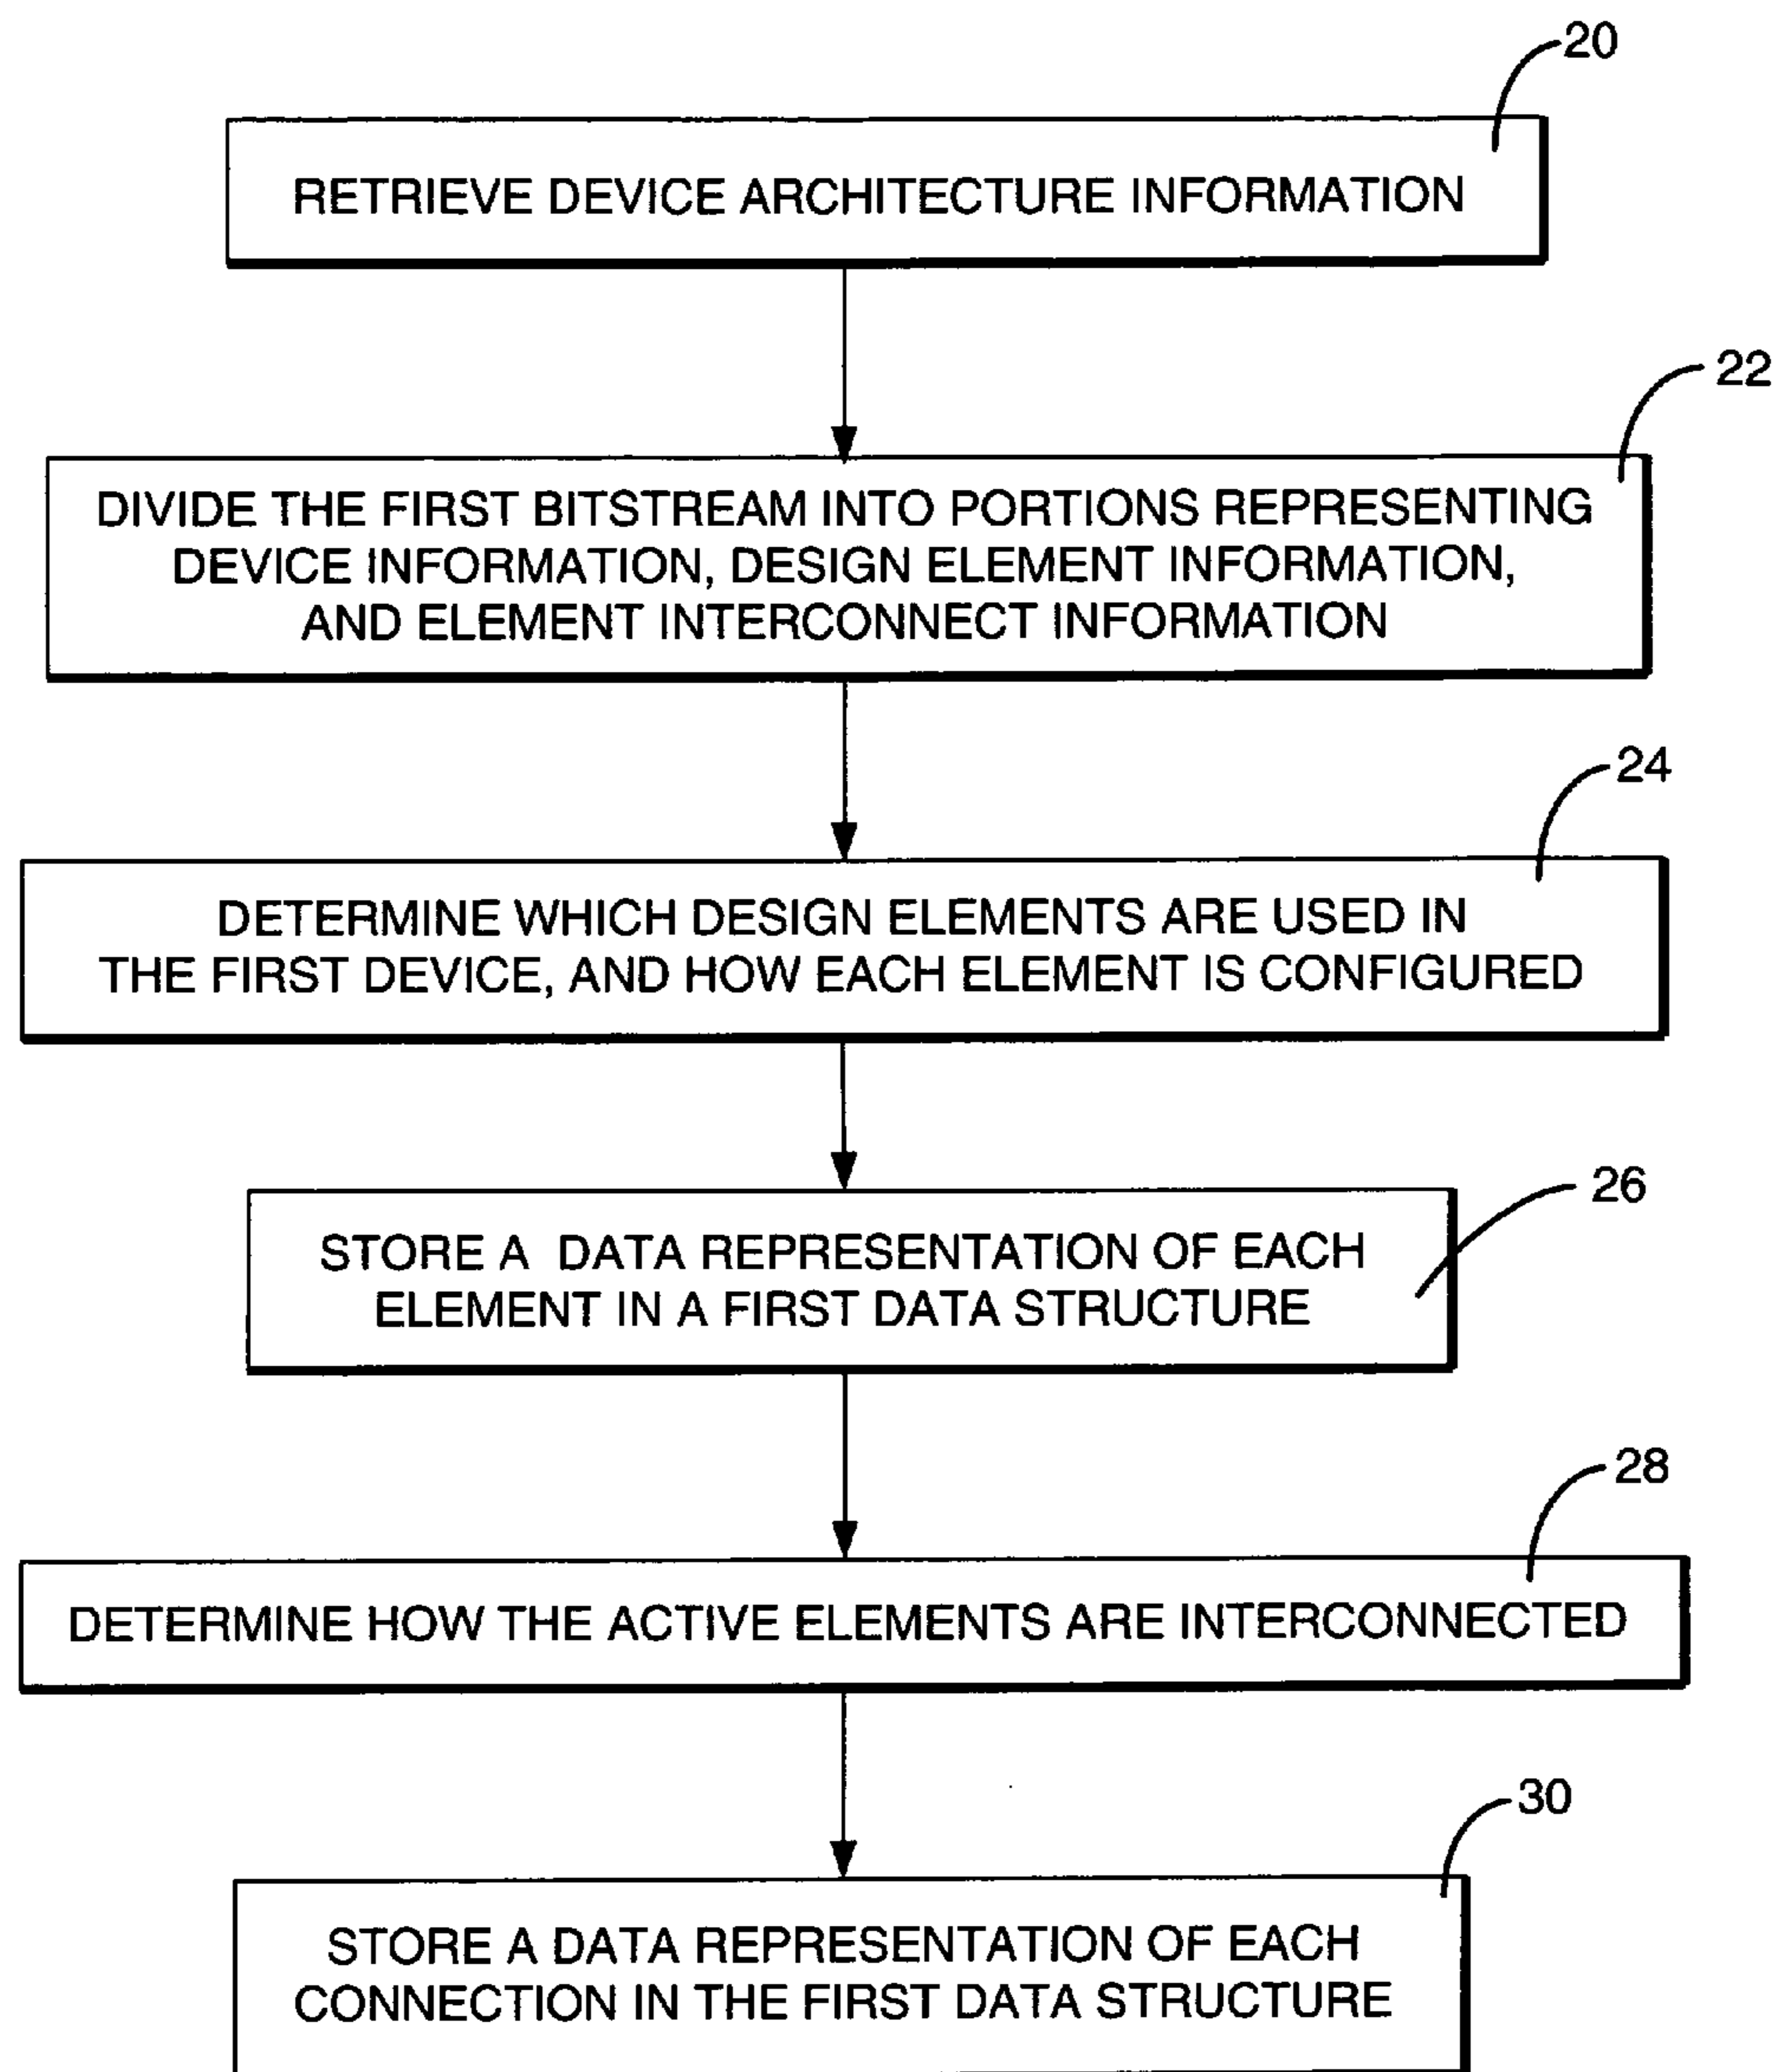 20
RETRIEVE DEVICE ARCHITECTURE INFORMATION
22
DIVIDE THE FIRST BITSTREAM INTO PORTIONS REPRESENTING
DEVICE INFORMATION, DESIGN ELEMENT INFORMATION,
AND ELEMENT INTERCONNECT INFORMATION
24
DETERMINE WHICH DESIGN ELEMENTS ARE USED IN
THE FIRST DEVICE, AND HOW EACH ELEMENT IS CONFIGURED
26
STORE A DATA REPRESENTATION OF EACH
ELEMENT IN A FIRST DATA STRUCTURE
28
DETERMINE HOW THE ACTIVE ELEMENTS ARE INTERCONNECTED
30
STORE A DATA REPRESENTATION OF EACH
CONNECTION IN THE FIRST DATA STRUCTURE